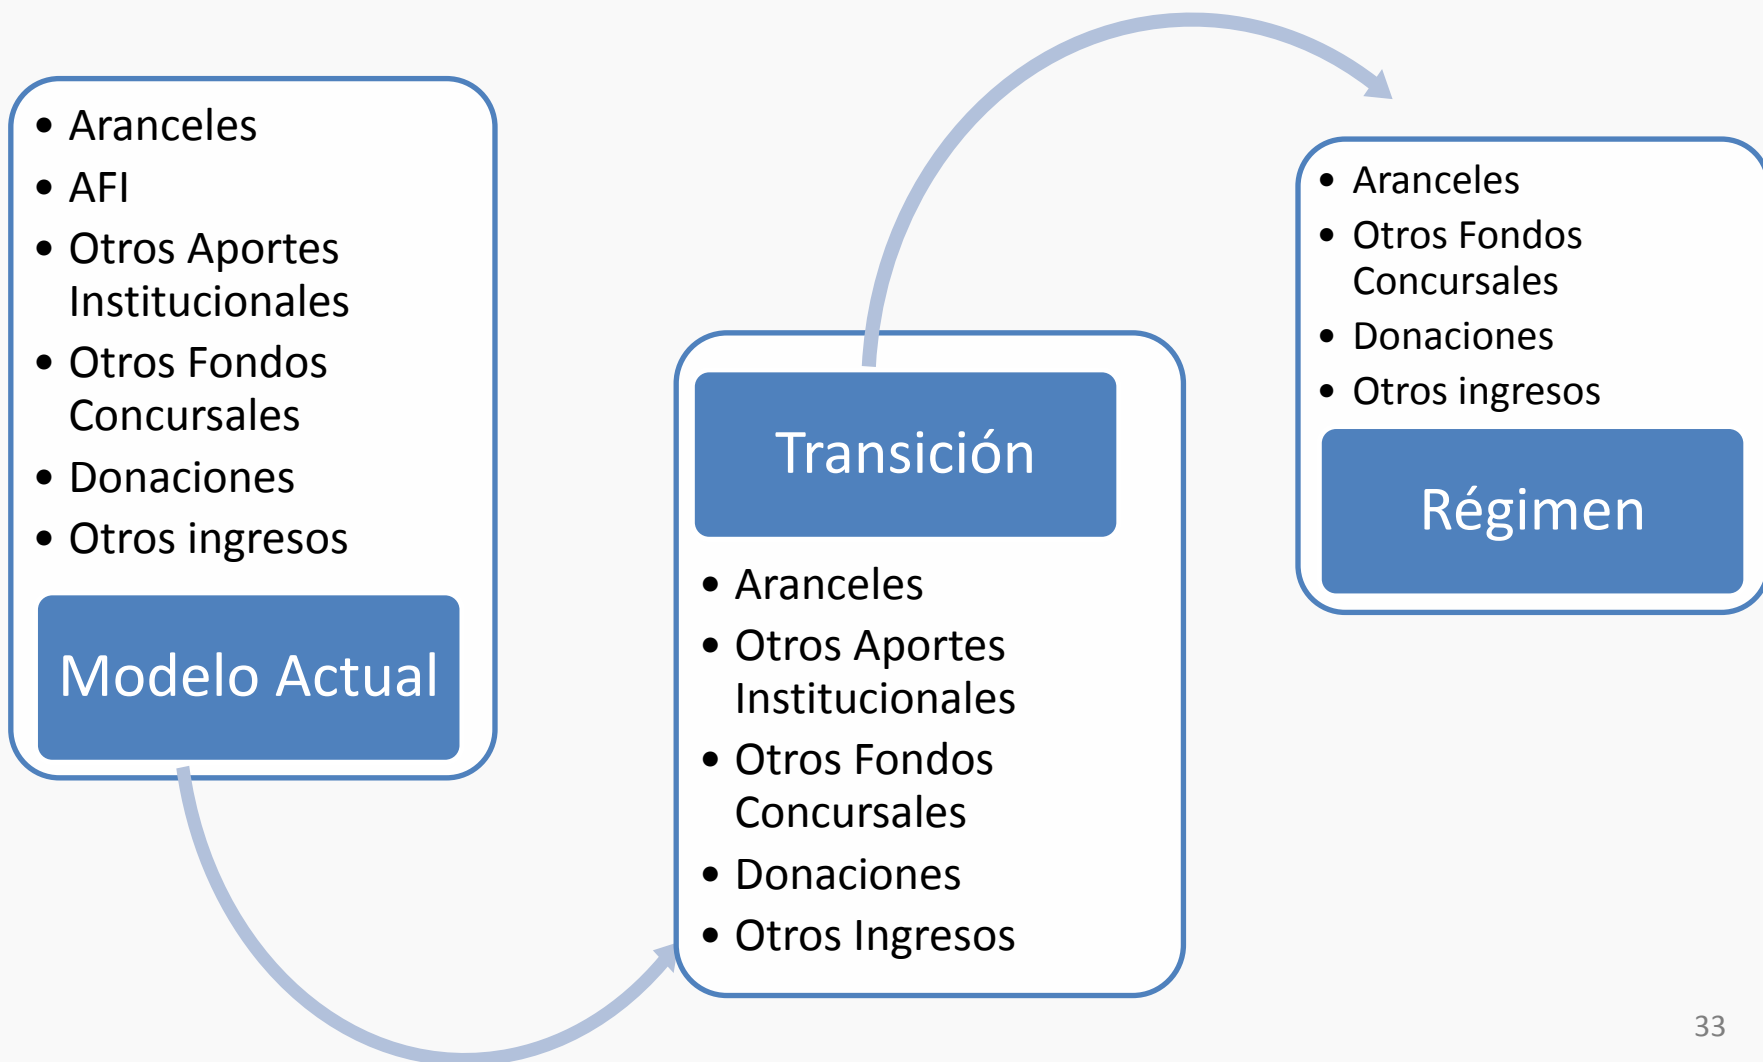 • Aranceles
• AFI
• Otros Aportes
Institucionales
• Otros Fondos
Concursales
• Donaciones
• Otros ingresos
Modelo Actual
Transición
• Aranceles
• Otros Aportes
Institucionales
• Otros Fondos
Concursales
• Donaciones
• Otros Ingresos
• Aranceles
• Otros Fondos
Concursales
• Donaciones
• Otros ingresos
Régimen
33